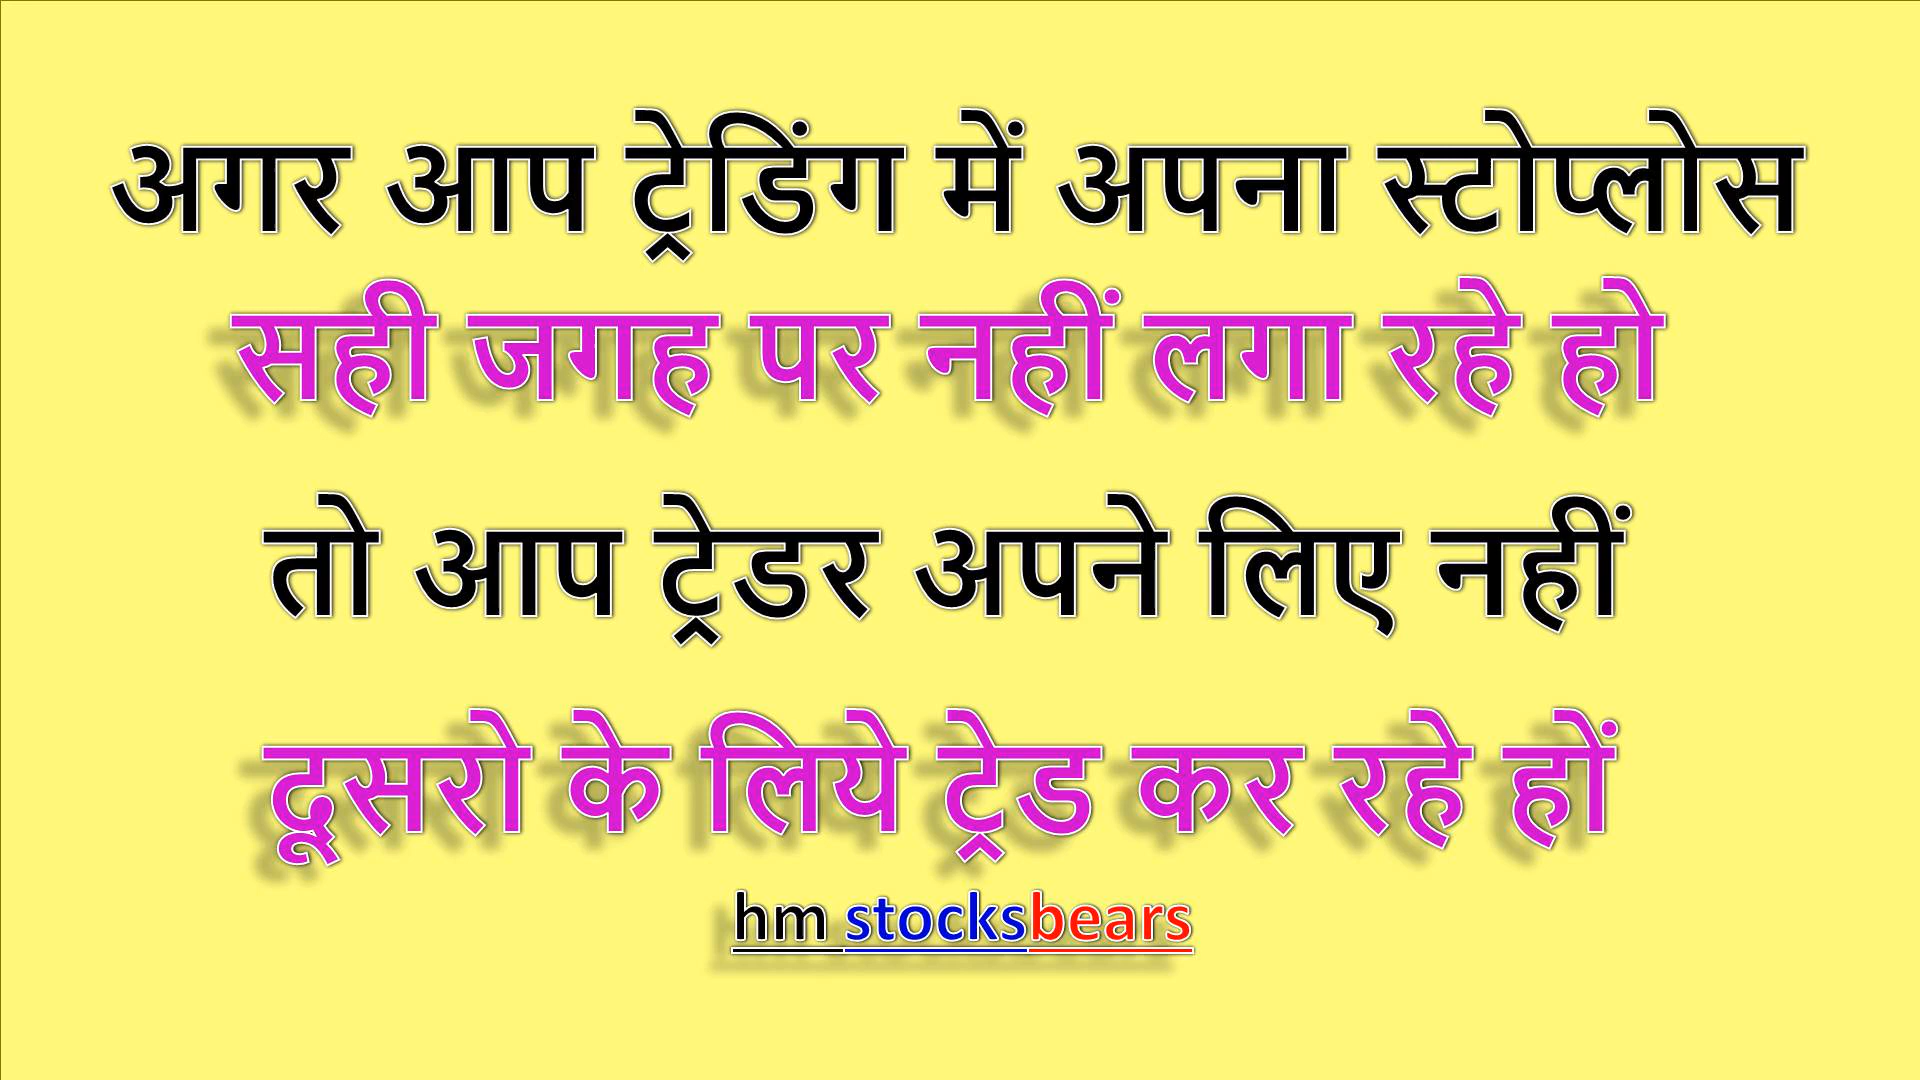 अगर आप ट्रेडिंग में अपना स्टोप्लोस
सही जगह पर नहीं लगा रहे हो
तो आप ट्रेडर अपने लिए नहीं
दूसरो के लिये ट्रेड कर रहे हों
hm stocksbears